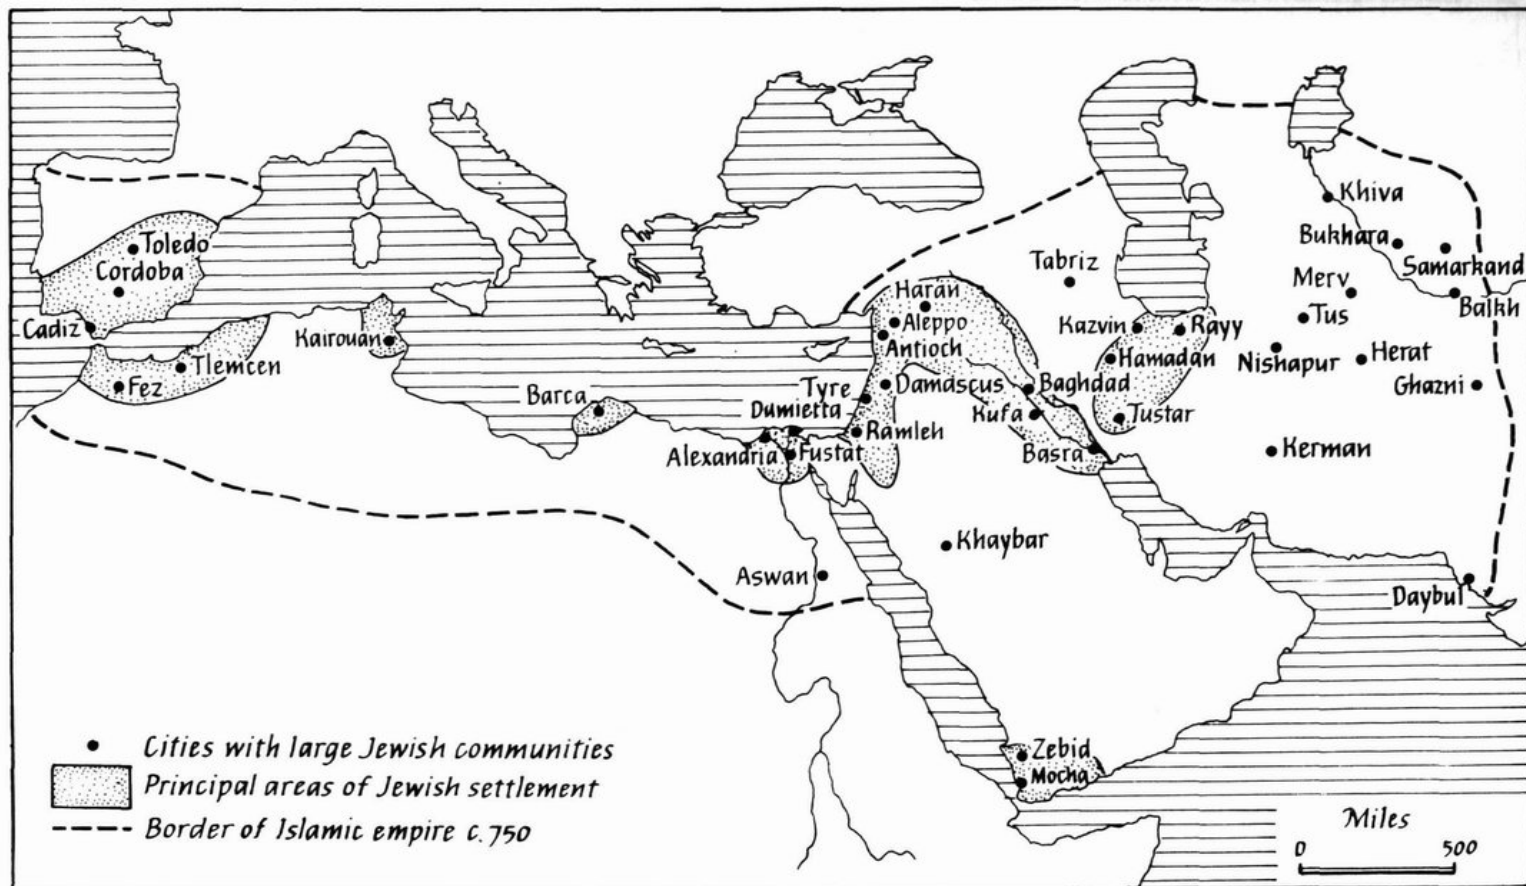 Khiva
Bukhara
Samarkand
Merv
Balkh
Tus
Toledo
Cordoba
Tabriz
Haran
Aleppo
Antioch
Kazvin
Rayy
Cadiz
Kairouan
Hamadan
Nishapur
Herat
Ghazni
Tlemcen
Fez
Barca
Tyre
Damascus
Baghdad
Dumietta
Kufa
Tustar
Ramleh
Alexandria
Fustat
Basra
Kerman
Khaybar
Aswan
Daybul
Zebid
Mocha
Cities with large Jewish communities
Principal areas of Jewish settlement
Border of Islamic empire c.750
Miles
0 500